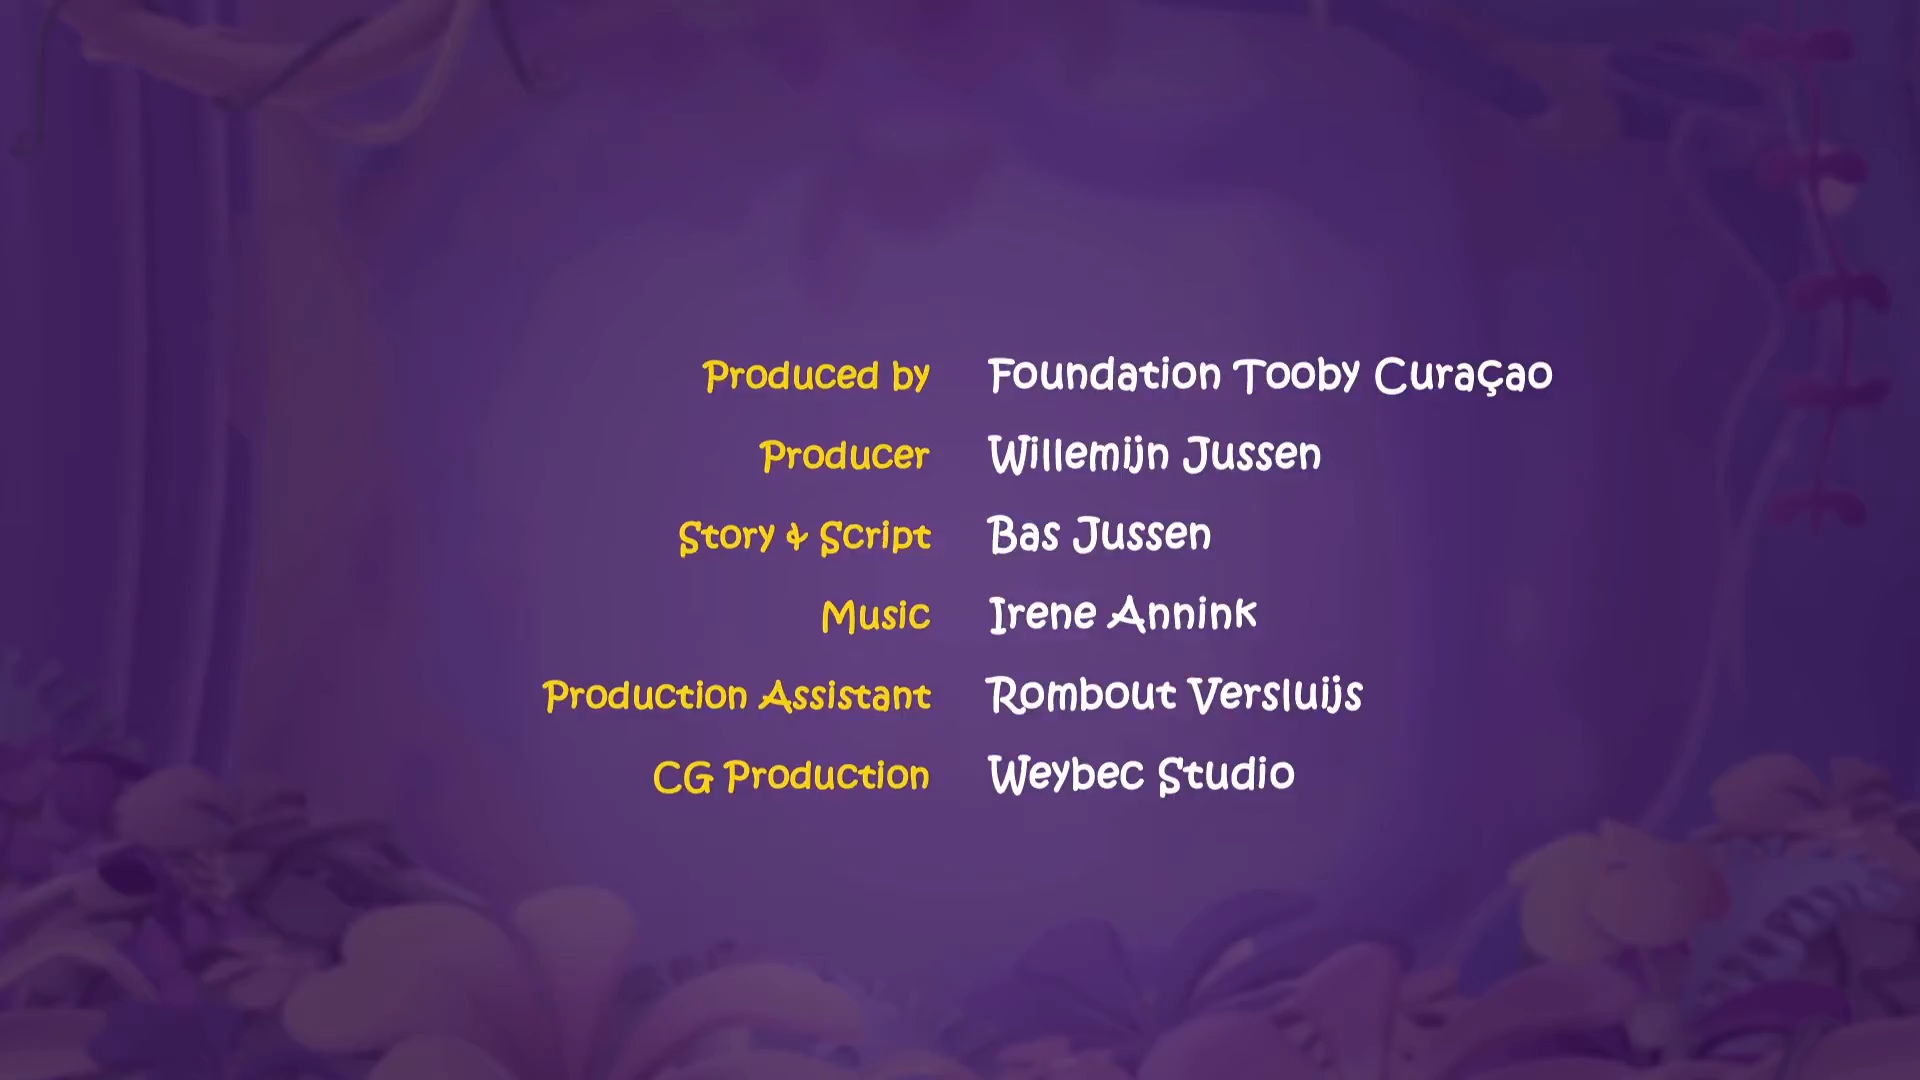 Produced by Foundation Tooby Curaçao
Producer Willemijn Jussen
Story & Script Bas Jussen
Music Irene Annink
Production Assistant Rombout Versluijs
CG Production Weybec Studio